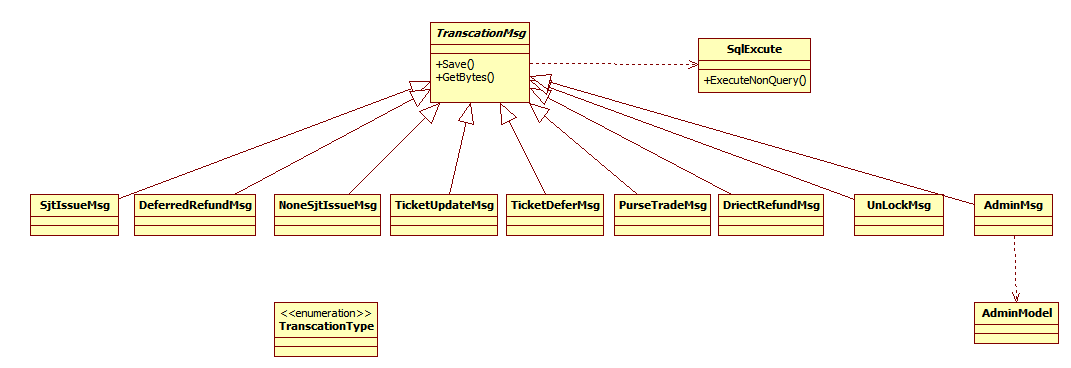 TranscationMsg
+Save()
+GetBytes()
SqlExcute
+ExecuteNonQuery()
SjtIssueMsg
DeferredRefundMsg
NoneSjtIssueMsg
TicketUpdateMsg
TicketDeferMsg
PurseTradeMsg
DriectRefundMsg
UnLockMsg
AdminMsg
<<enumeration>>
TranscationType
AdminModel